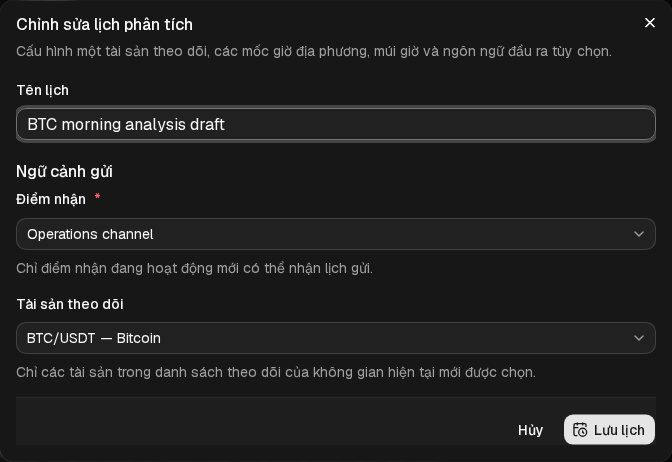 Chỉnh sửa lịch phân tích
Cấu hình một tài sản theo dõi, các mốc giờ địa phương, múi giờ và ngôn ngữ đầu ra tùy chọn.
Tên lịch
BTC morning analysis draft
Ngữ cảnh gửi
Điểm nhận *
Operations channel
Chỉ điểm nhận đang hoạt động mới có thể nhận lịch gửi.
Tài sản theo dõi
BTC/USDT — Bitcoin
Chỉ các tài sản trong danh sách theo dõi của không gian hiện tại mới được chọn.
Hủy Lưu lịch